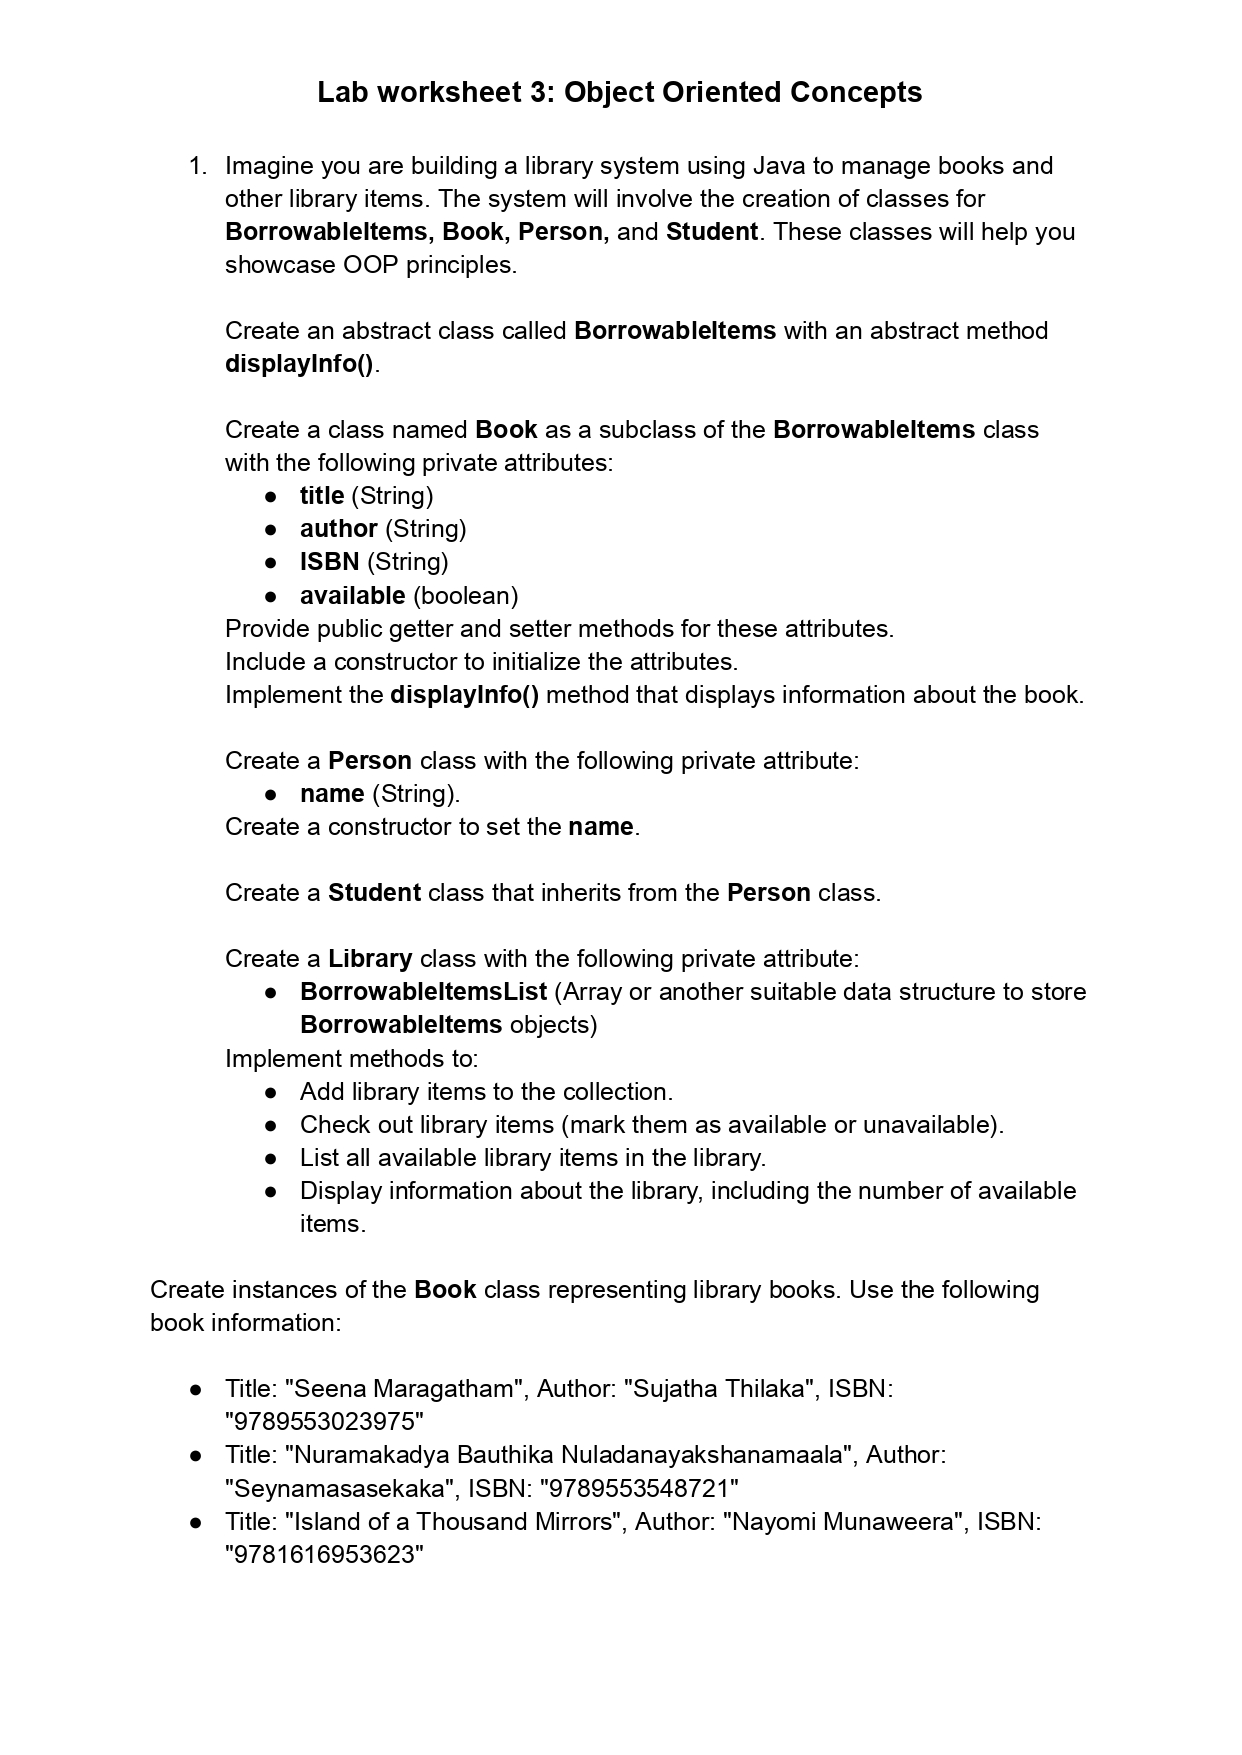 Lab worksheet 3: Object Oriented Concepts
1. Imagine you are building a library system using Java to manage books and
other library items. The system will involve the creation of classes for
BorrowableItems, Book, Person, and Student. These classes will help you
showcase OOP principles.
Create an abstract class called BorrowableItems with an abstract method
displayInfo().
Create a class named Book as a subclass of the BorrowableItems class
with the following private attributes:
● title (String)
● author (String)
● ISBN (String)
● available (boolean)
Provide public getter and setter methods for these attributes.
Include a constructor to initialize the attributes.
Implement the displayInfo() method that displays information about the book.
Create a Person class with the following private attribute:
● name (String).
Create a constructor to set the name.
Create a Student class that inherits from the Person class.
Create a Library class with the following private attribute:
● BorrowableItemsList (Array or another suitable data structure to store
BorrowableItems objects)
Implement methods to:
● Add library items to the collection.
● Check out library items (mark them as available or unavailable).
● List all available library items in the library.
● Display information about the library, including the number of available
items.
Create instances of the Book class representing library books. Use the following
book information:
● Title: "Seena Maragatham", Author: "Sujatha Thilaka", ISBN:
"9789553023975"
● Title: "Nuramakadya Bauthika Nuladanayakshanamaala", Author:
"Seynamasasekaka", ISBN: "9789553548721"
● Title: "Island of a Thousand Mirrors", Author: "Nayomi Munaweera", ISBN:
"9781616953623"